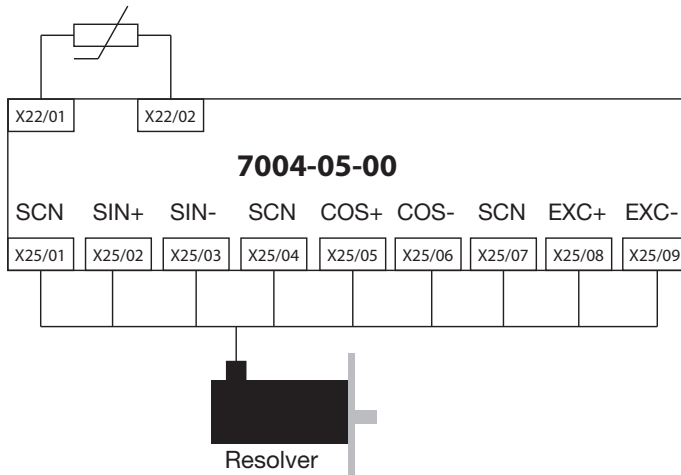 X22/01 X22/02
7004-05-00
SCN SIN+ SIN- SCN COS+ COS- SCN EXC+ EXC-
X25/01 X25/02 X25/03 X25/04 X25/05 X25/06 X25/07 X25/08 X25/09
Resolver